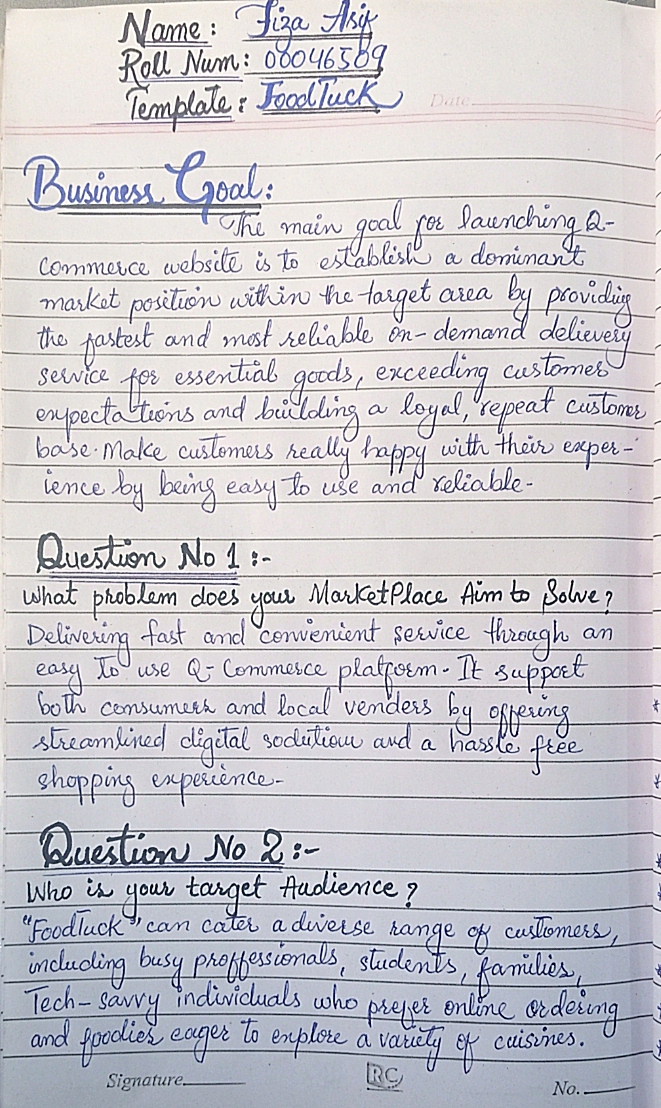 Name: Fiza Asif
Roll Num: 00046509
Template: FoodTuck
Date
Business Goal:
The main goal for launching Q-
Commerce website is to establish a dominant
market position within the target area by providing
the fastest and most reliable on-demand delievery
service for essential goods, exceeding customer
expectations and building a loyal, repeat customer
base. Make customers really happy with their exper-
ience by being easy to use and reliable-
Question No 1:-
What problem does your MarketPlace Aim to Solve?
Delivering fast and convenient service through an
easy to use Q-Commerce platform. It support
both consumers and local venders by offering
streamlined digital sodution and a hassle free
shopping experience-
Question No 2:-
Who is your target Audience?
"FoodTuck" can cater a diverse range of customers,
including busy proffessionals, students, families,
Tech-savvy individuals who prefer online ordering
and foodies eager to explore a variety of cuisines.
Signature
RC
No.